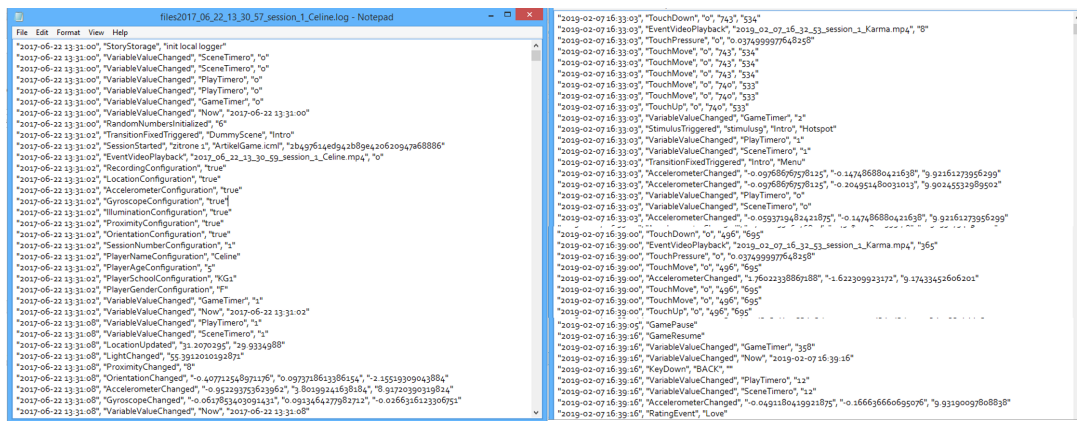 files2017_06_22_13_30_57_session_1_Celine.log - Notepad
File Edit Format View Help
"2017-06-22 13:31:00", "StoryStorage", "init local logger"
"2017-06-22 13:31:00", "VariableValueChanged", "SceneTimero", "0"
"2017-06-22 13:31:00", "VariableValueChanged", "PlayTimero", "0"
"2017-06-22 13:31:00", "VariableValueChanged", "PlayTimero", "0"
"2017-06-22 13:31:00", "VariableValueChanged", "GameTimer", "0"
"2017-06-22 13:31:00", "VariableValueChanged", "Now", "2017-06-22 13:31:00"
"2017-06-22 13:31:00", "RandomNumbersInitialized", "6"
"2017-06-22 13:31:02", "TransitionFixedTriggered", "DummyScene", "Intro"
"2017-06-22 13:31:02", "SessionStarted", "zitrone 1", "ArtikelGame.icml", "2b497614ed942b89e420620947a68886"
"2017-06-22 13:31:02", "EventVideoPlayback", "2017_06_22_13_30_59_session_1_Celine.mp4", "0"
"2017-06-22 13:31:02", "RecordingConfiguration", "true"
"2017-06-22 13:31:02", "LocationConfiguration", "true"
"2017-06-22 13:31:02", "AccelerometerConfiguration", "true"
"2017-06-22 13:31:02", "GyroscopeConfiguration", "true"
"2017-06-22 13:31:02", "IlluminationConfiguration", "true"
"2017-06-22 13:31:02", "ProximityConfiguration", "true"
"2017-06-22 13:31:02", "OrientationConfiguration", "true"
"2017-06-22 13:31:02", "SessionNumberConfiguration", "1"
"2017-06-22 13:31:02", "PlayerNameConfiguration", "Celine"
"2017-06-22 13:31:02", "PlayerAgeConfiguration", "5"
"2017-06-22 13:31:02", "PlayerSchoolConfiguration", "KG1"
"2017-06-22 13:31:02", "PlayerGenderConfiguration", "F"
"2017-06-22 13:31:02", "VariableValueChanged", "GameTimer", "1"
"2017-06-22 13:31:02", "VariableValueChanged", "Now", "2017-06-22 13:31:02"
"2017-06-22 13:31:08", "VariableValueChanged", "PlayTimer0", "1"
"2017-06-22 13:31:08", "VariableValueChanged", "SceneTimer0", "1"
"2017-06-22 13:31:08", "LocationUpdated", "31.2070295", "29.9334988"
"2017-06-22 13:31:08", "LightChanged", "55.3912010192871"
"2017-06-22 13:31:08", "ProximityChanged", "8"
"2017-06-22 13:31:08", "OrientationChanged", "-0.407712548971176", "0.0973718613386154", "-2.15519309043884"
"2017-06-22 13:31:08", "AccelerometerChanged", "-0.952293753623962", "3.80199241638184", "8.91720390319824"
"2017-06-22 13:31:08", "GyroscopeChanged", "-0.0617853403091431", "0.0913464277982712", "-0.0266316123306751"
"2017-06-22 13:31:08", "VariableValueChanged", "Now", "2017-06-22 13:31:08"
"2019-02-07 16:33:03", "TouchDown", "0", "743", "534"
"2019-02-07 16:33:03", "EventVideoPlayback", "2019_02_07_16_32_53_session_1_Karma.mp4", "8"
"2019-02-07 16:33:03", "TouchPressure", "0", "0.0374999977648258"
"2019-02-07 16:33:03", "TouchMove", "0", "743", "534"
"2019-02-07 16:33:03", "TouchMove", "0", "743", "534"
"2019-02-07 16:33:03", "TouchMove", "0", "743", "534"
"2019-02-07 16:33:03", "TouchMove", "0", "740", "533"
"2019-02-07 16:33:03", "TouchMove", "0", "740", "533"
"2019-02-07 16:33:03", "TouchUp", "0", "740", "533"
"2019-02-07 16:33:03", "VariableValueChanged", "GameTimer", "2"
"2019-02-07 16:33:03", "StimulusTriggered", "stimulus9", "Intro", "Hotspot"
"2019-02-07 16:33:03", "VariableValueChanged", "PlayTimer0", "1"
"2019-02-07 16:33:03", "VariableValueChanged", "SceneTimer0", "1"
"2019-02-07 16:33:03", "TransitionFixedTriggered", "Intro", "Menu"
"2019-02-07 16:33:03", "AccelerometerChanged", "-0.097686767578125", "-0.147486880421638", "9.92161273956299"
"2019-02-07 16:33:03", "AccelerometerChanged", "-0.097686767578125", "-0.204951480031013", "9.90245532989502"
"2019-02-07 16:33:03", "VariableValueChanged", "PlayTimer0", "0"
"2019-02-07 16:33:03", "VariableValueChanged", "SceneTimer0", "0"
"2019-02-07 16:33:03", "AccelerometerChanged", "-0.0593719482421875", "-0.147486880421638", "9.92161273956299"
"2019-02-07 16:39:00", "TouchDown", "0", "496", "695"
"2019-02-07 16:39:00", "EventVideoPlayback", "2019_02_07_16_32_53_session_1_Karma.mp4", "365"
"2019-02-07 16:39:00", "TouchPressure", "0", "0.0374999977648258"
"2019-02-07 16:39:00", "TouchMove", "0", "496", "695"
"2019-02-07 16:39:00", "AccelerometerChanged", "1.76022338867188", "-1.622309923172", "9.17433452606201"
"2019-02-07 16:39:00", "TouchMove", "0", "496", "695"
"2019-02-07 16:39:00", "TouchMove", "0", "496", "695"
"2019-02-07 16:39:00", "TouchUp", "0", "496", "695"
"2019-02-07 16:39:05", "GamePause"
"2019-02-07 16:39:16", "GameResume"
"2019-02-07 16:39:16", "VariableValueChanged", "GameTimer", "358"
"2019-02-07 16:39:16", "VariableValueChanged", "Now", "2019-02-07 16:39:16"
"2019-02-07 16:39:16", "KeyDown", "BACK", ""
"2019-02-07 16:39:16", "VariableValueChanged", "PlayTimer0", "12"
"2019-02-07 16:39:16", "VariableValueChanged", "SceneTimer0", "12"
"2019-02-07 16:39:16", "AccelerometerChanged", "-0.0491180419921875", "-0.16663666069507​6", "9.93190097808838"
"2019-02-07 16:39:16", "RatingEvent", "Love"